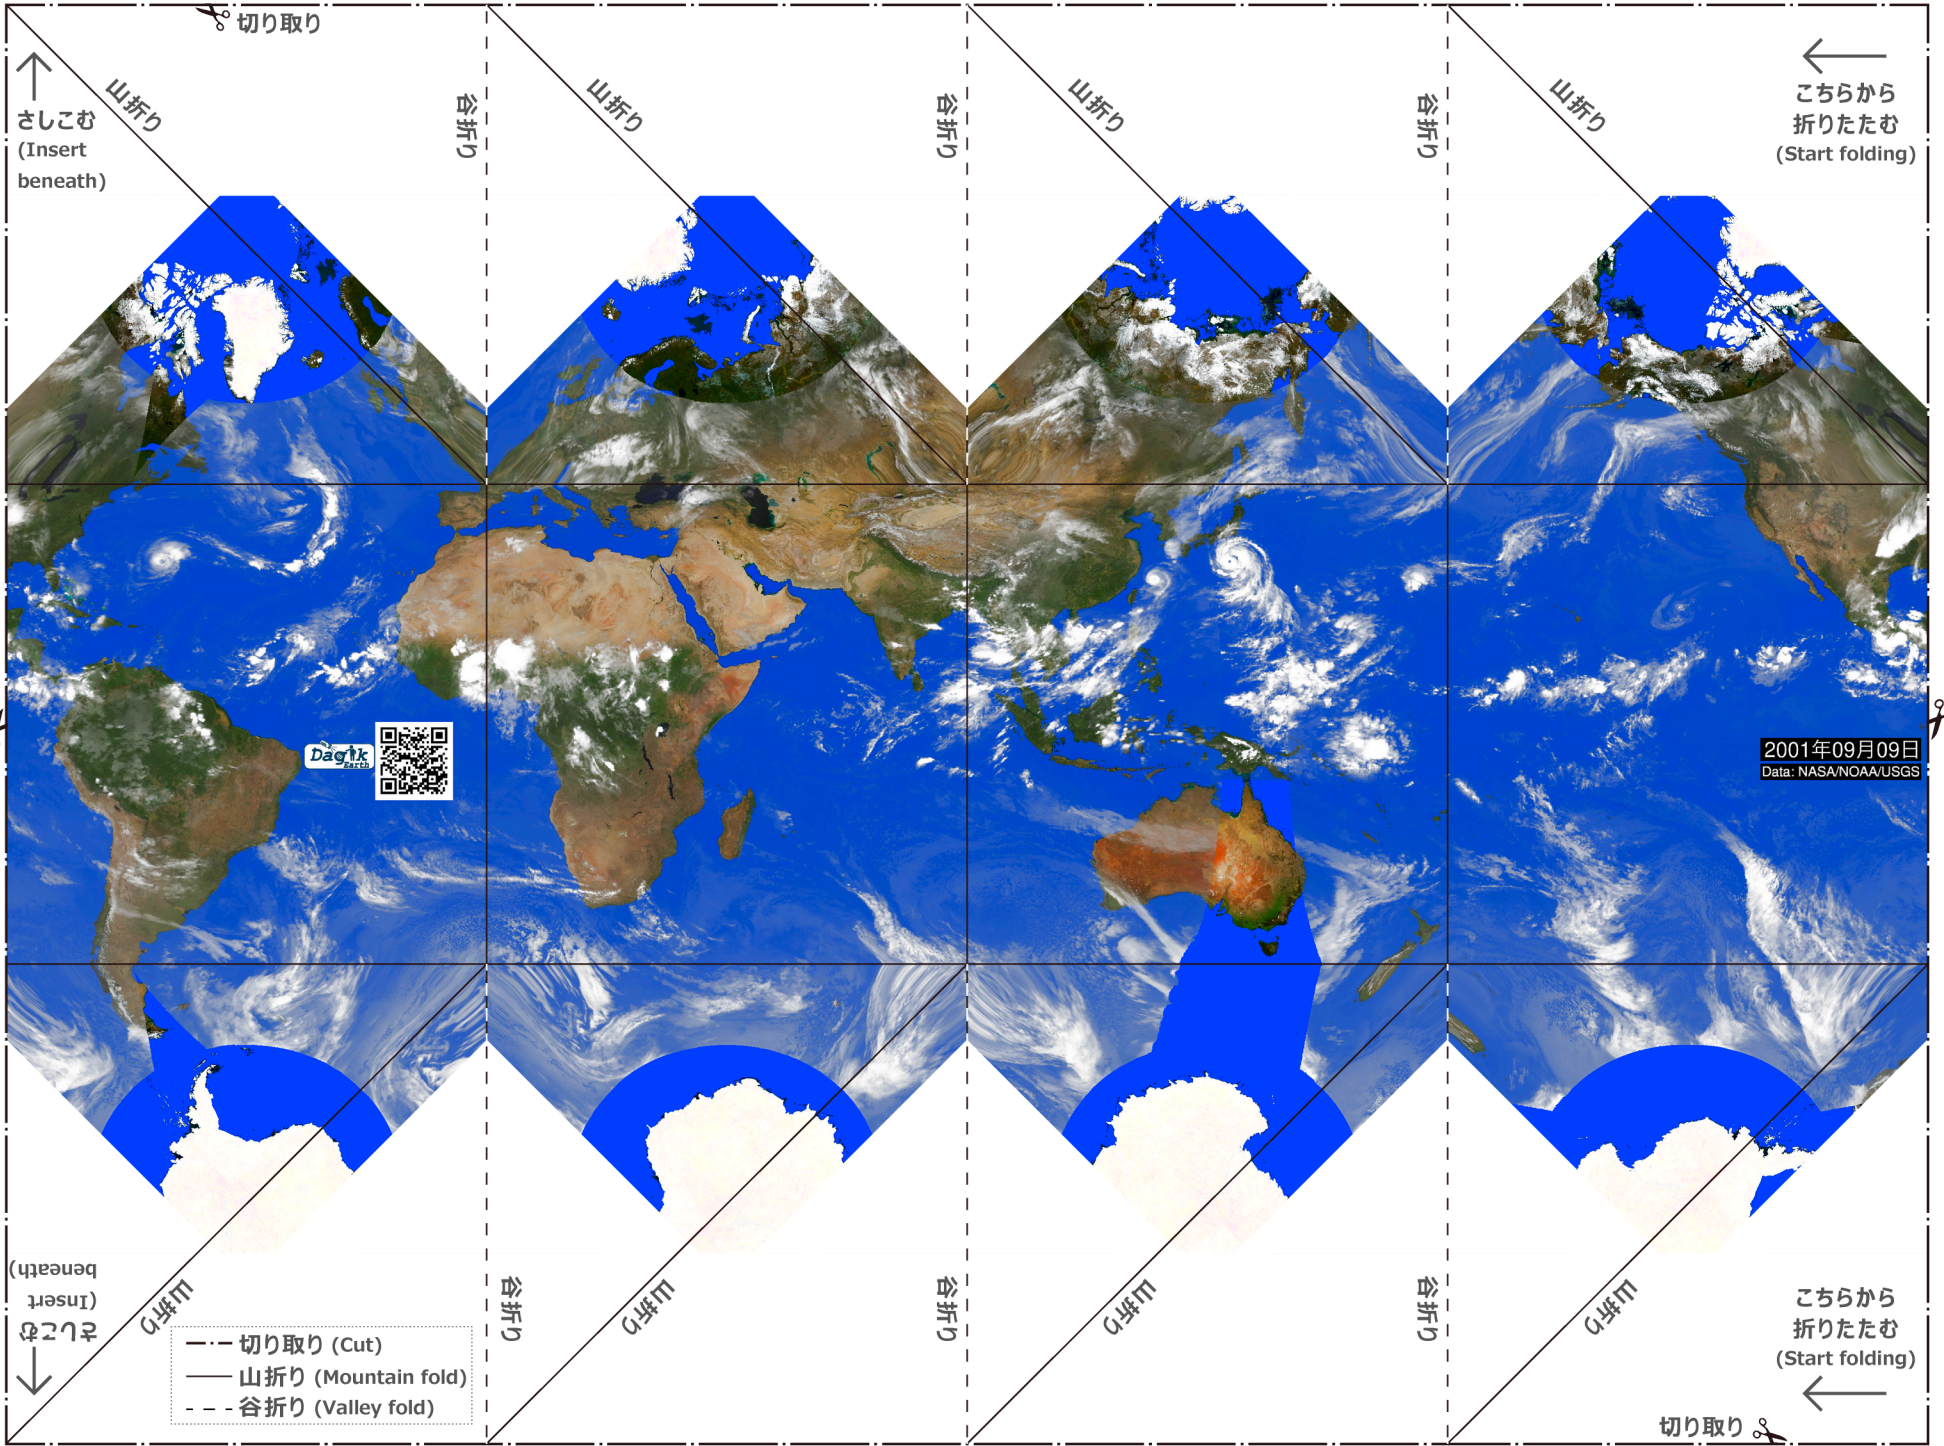 切り取り
山折り
谷折り
山折り
谷折り
山折り
谷折り
山折り
さしこむ
(Insert
beneath)
こちらから
折りたたむ
(Start folding)
Dagik
Earth
2001年09月09日
Data: NASA/NOAA/USGS
さしこむ
(Insert
beneath)
山折り
谷折り
山折り
谷折り
山折り
谷折り
山折り
こちらから
折りたたむ
(Start folding)
切り取り (Cut)
山折り (Mountain fold)
谷折り (Valley fold)
切り取り